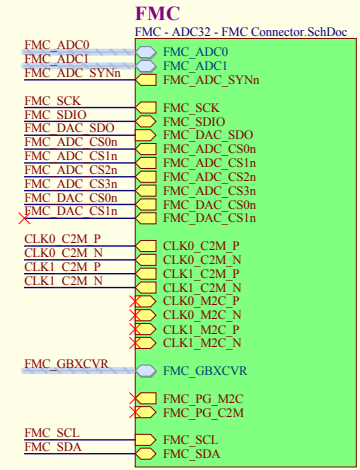 FMC
FMC - ADC32 - FMC Connector.SchDoc
FMC_ADC0 FMC_ADC0
FMC_ADC1 FMC_ADC1
FMC_ADC_SYNn FMC_ADC_SYNn
FMC_SCK FMC_SCK
FMC_SDIO FMC_SDIO
FMC_DAC_SDO FMC_DAC_SDO
FMC_ADC_CS0n FMC_ADC_CS0n
FMC_ADC_CS1n FMC_ADC_CS1n
FMC_ADC_CS2n FMC_ADC_CS2n
FMC_ADC_CS3n FMC_ADC_CS3n
FMC_DAC_CS0n FMC_DAC_CS0n
FMC_DAC_CS1n FMC_DAC_CS1n
CLK0_C2M_P CLK0_C2M_P
CLK0_C2M_N CLK0_C2M_N
CLK1_C2M_P CLK1_C2M_P
CLK1_C2M_N CLK1_C2M_N
CLK0_M2C_P
CLK0_M2C_N
CLK1_M2C_P
CLK1_M2C_N
FMC_GBXCVR FMC_GBXCVR
FMC_PG_M2C
FMC_PG_C2M
FMC_SCL FMC_SCL
FMC_SDA FMC_SDA